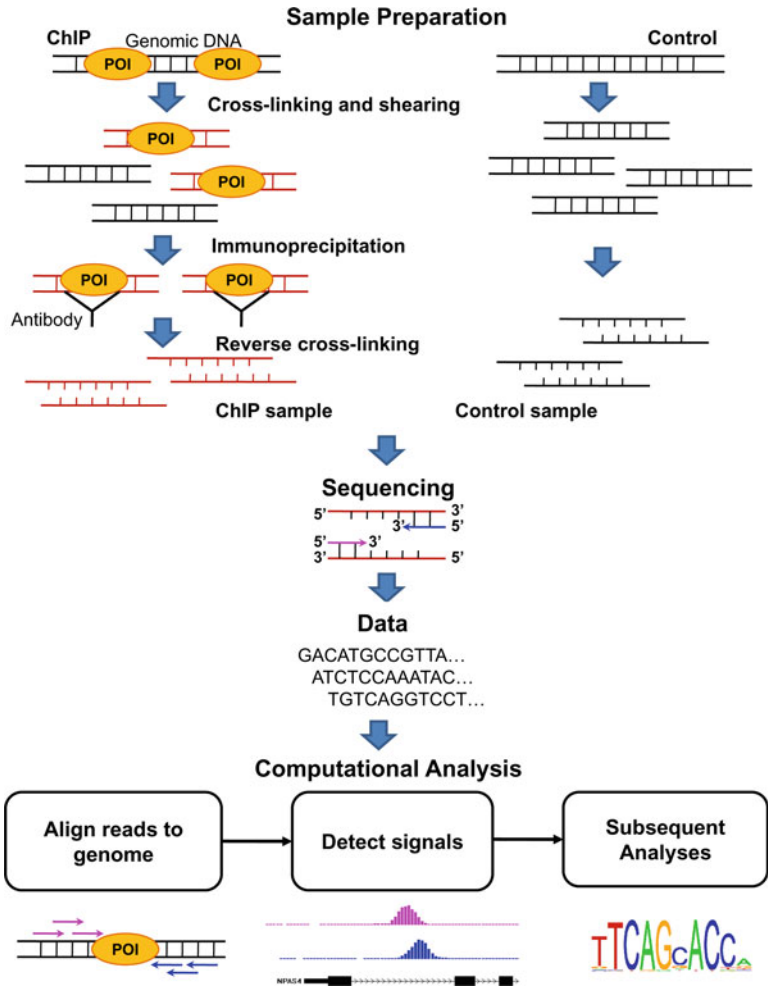 Sample Preparation
ChIP
Genomic DNA
Control
POI
POI
Cross-linking and shearing
POI
POI
Immunoprecipitation
POI
POI
Antibody
Reverse cross-linking
ChIP sample
Control sample
Sequencing
5’ 3’
3’ 5’
5’ 3’
3’ 5’
Data
GACATGCCGTTA…
ATCTCCAAATAC…
TGTCAGGTCCT…
Computational Analysis
Align reads to
genome
Detect signals
Subsequent
Analyses
POI
NPAS4
TTCAGCACCA